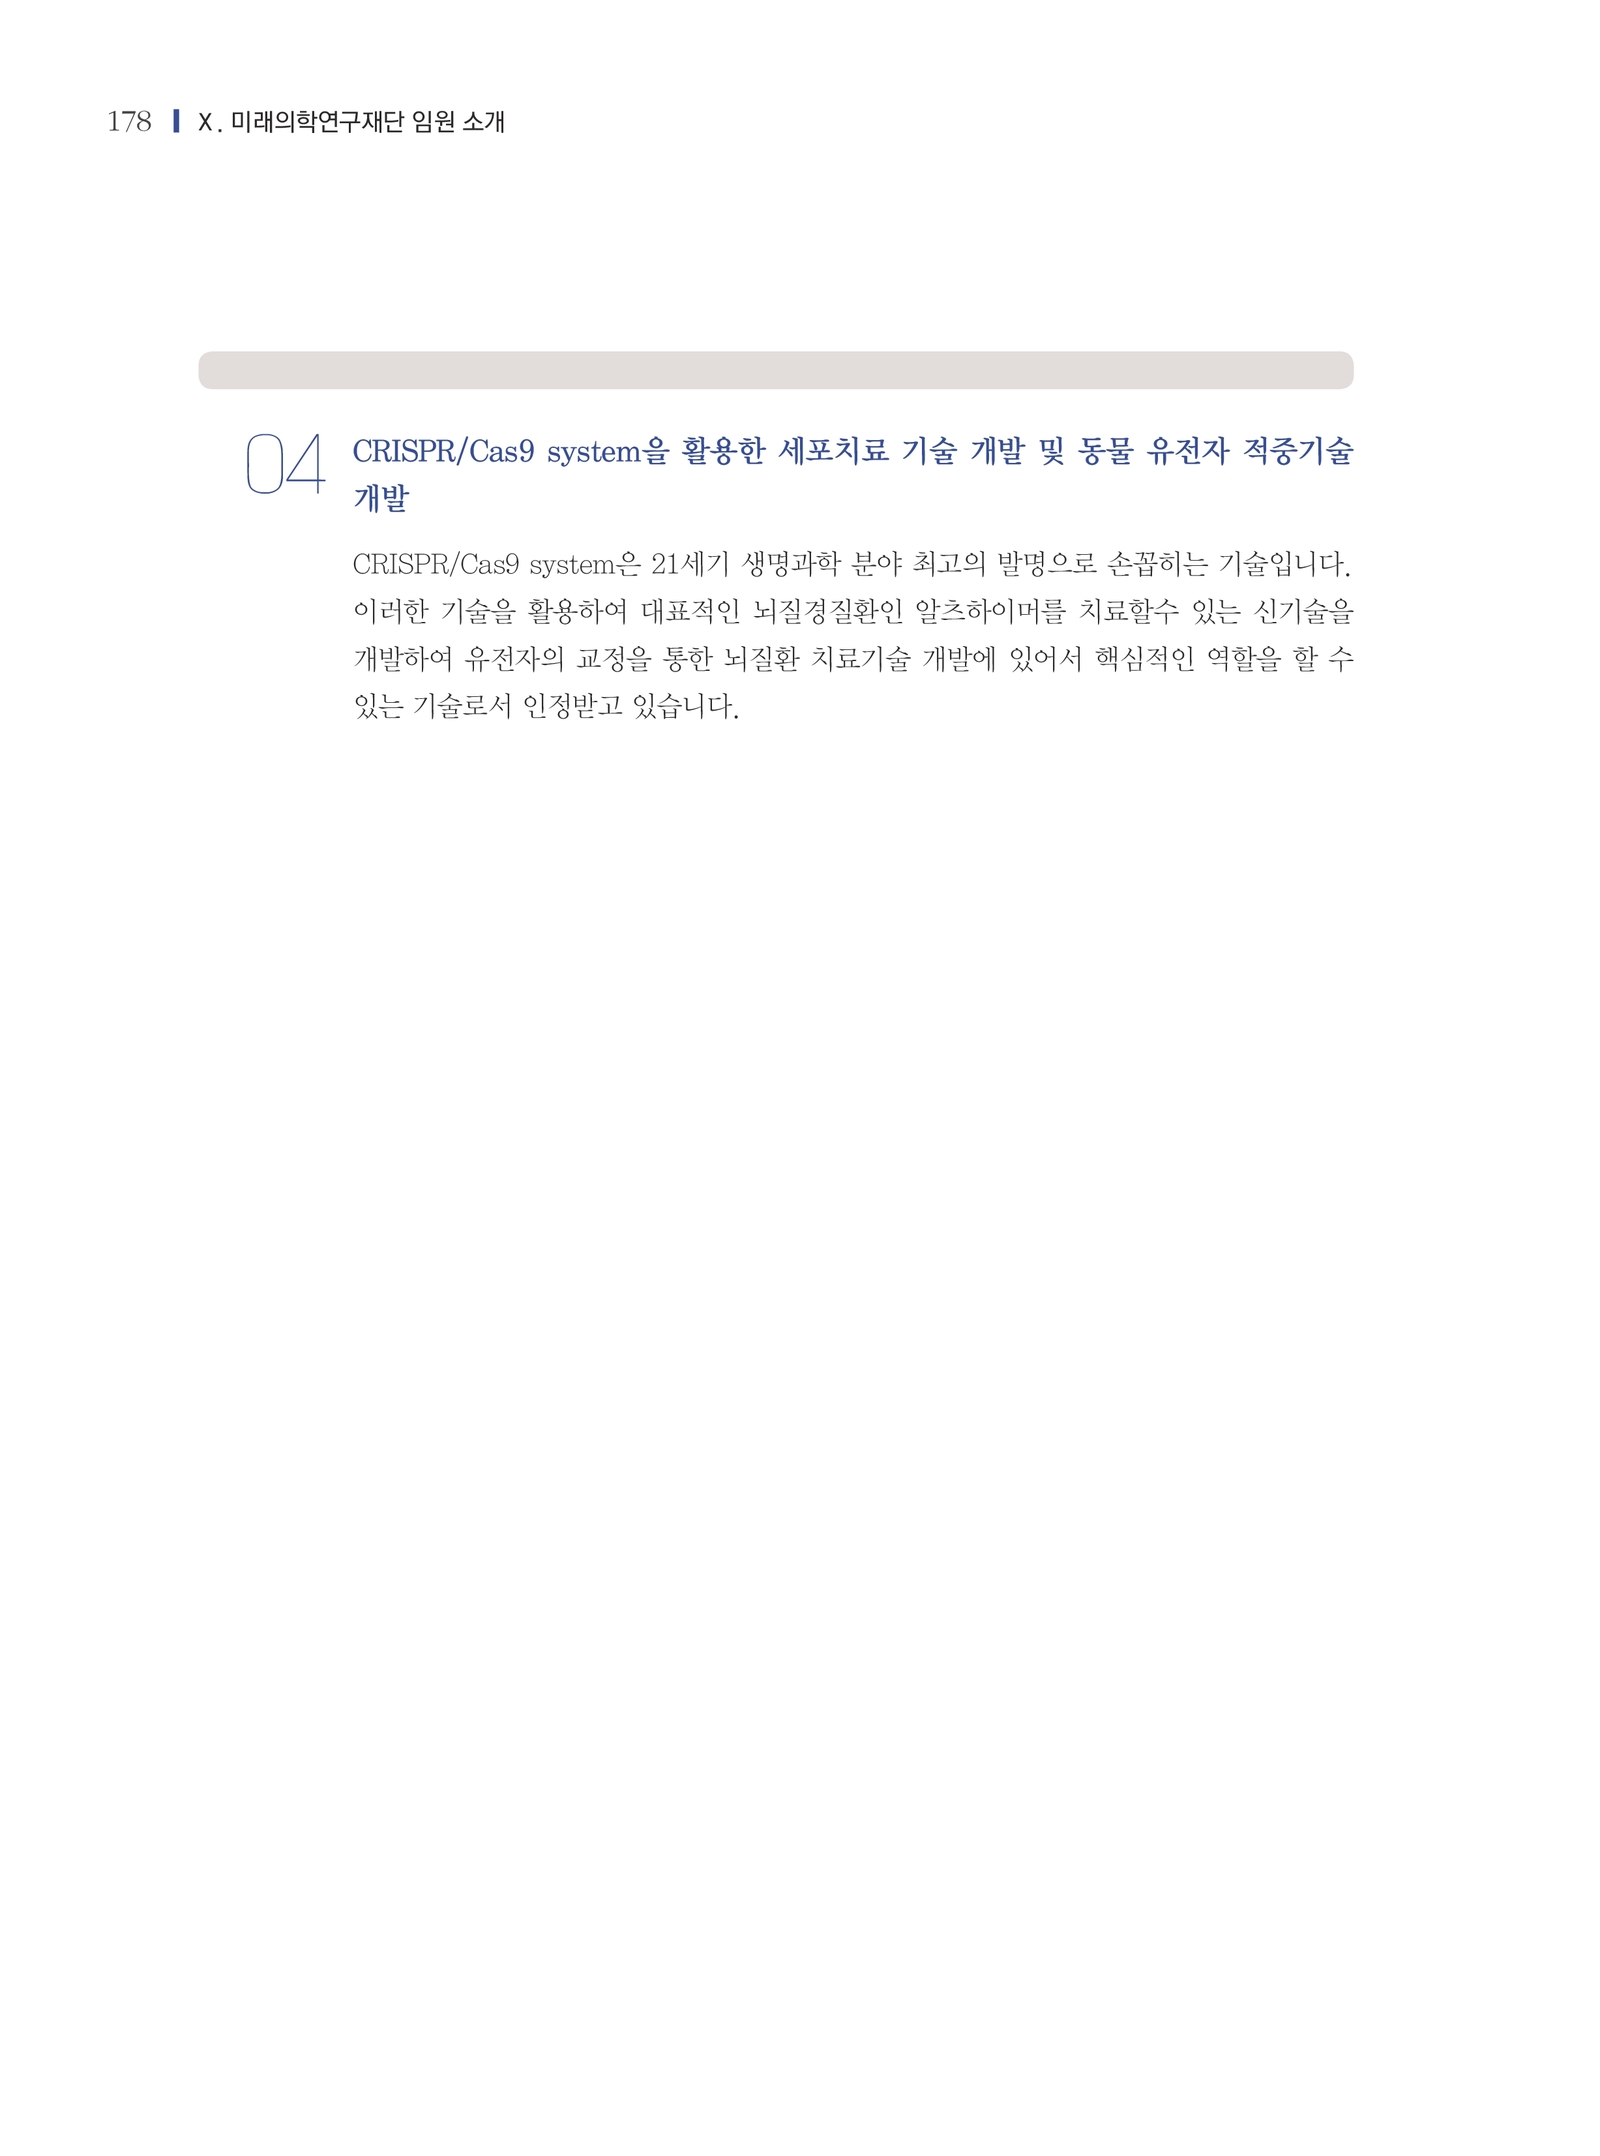 178 X. 미래의학연구재단 임원 소개
04 CRISPR/Cas9 system을 활용한 세포치료 기술 개발 및 동물 유전자 적중기술
개발
CRISPR/Cas9 system은 21세기 생명과학 분야 최고의 발명으로 손꼽히는 기술입니다.
이러한 기술을 활용하여 대표적인 뇌질경질환인 알츠하이머를 치료할수 있는 신기술을
개발하여 유전자의 교정을 통한 뇌질환 치료기술 개발에 있어서 핵심적인 역할을 할 수
있는 기술로서 인정받고 있습니다.